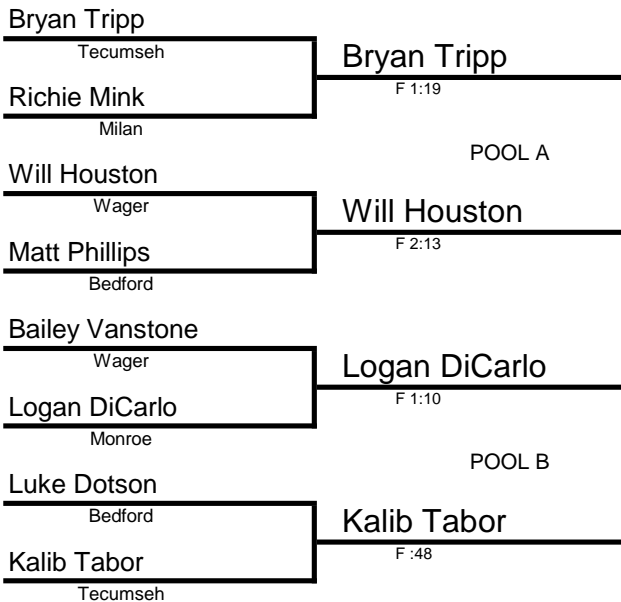 Bryan Tripp
Tecumseh
Bryan Tripp
F 1:19
Richie Mink
Milan
POOL A
Will Houston
Wager
Will Houston
F 2:13
Matt Phillips
Bedford
Bailey Vanstone
Wager
Logan DiCarlo
F 1:10
Logan DiCarlo
Monroe
POOL B
Luke Dotson
Bedford
Kalib Tabor
F :48
Kalib Tabor
Tecumseh